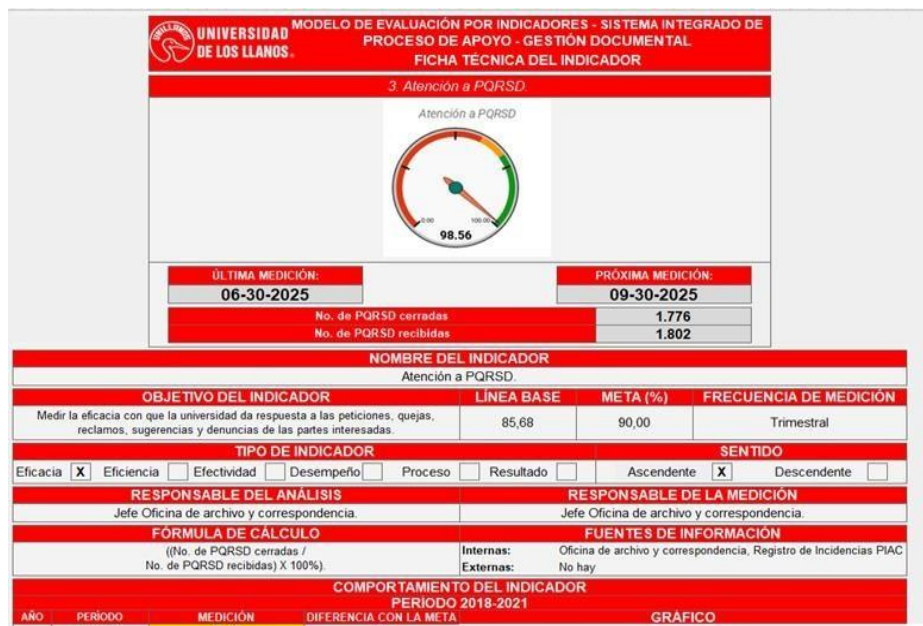 UNILLANOS
UNIVERSIDAD
DE LOS LLANOS.
MODELO DE EVALUACIÓN POR INDICADORES - SISTEMA INTEGRADO DE
PROCESO DE APOYO - GESTIÓN DOCUMENTAL
FICHA TÉCNICA DEL INDICADOR
3. Atención a PQRSD.
Atención a PQRSD
0.00 100.00
98.56
ÚLTIMA MEDICIÓN: PRÓXIMA MEDICIÓN:
06-30-2025 09-30-2025
No. de PQRSD cerradas 1.776
No. de PQRSD recibidas 1.802
NOMBRE DEL INDICADOR
Atención a PQRSD.
OBJETIVO DEL INDICADOR LÍNEA BASE META (%) FRECUENCIA DE MEDICIÓN
Medir la eficacia con que la universidad da respuesta a las peticiones, quejas,
reclamos, sugerencias y denuncias de las partes interesadas.
85,68 90,00 Trimestral
TIPO DE INDICADOR SENTIDO
Eficacia X Eficiencia Efectividad Desempeño Proceso Resultado Ascendente X Descendente
RESPONSABLE DEL ANÁLISIS RESPONSABLE DE LA MEDICIÓN
Jefe Oficina de archivo y correspondencia. Jefe Oficina de archivo y correspondencia.
FÓRMULA DE CÁLCULO FUENTES DE INFORMACIÓN
((No. de PQRSD cerradas /
No. de PQRSD recibidas) X 100%).
Internas: Oficina de archivo y correspondencia, Registro de Incidencias PIAC
Externas: No hay
COMPORTAMIENTO DEL INDICADOR
PERÍODO 2018-2021
AÑO PERÍODO MEDICIÓN DIFERENCIA CON LA META GRÁFICO